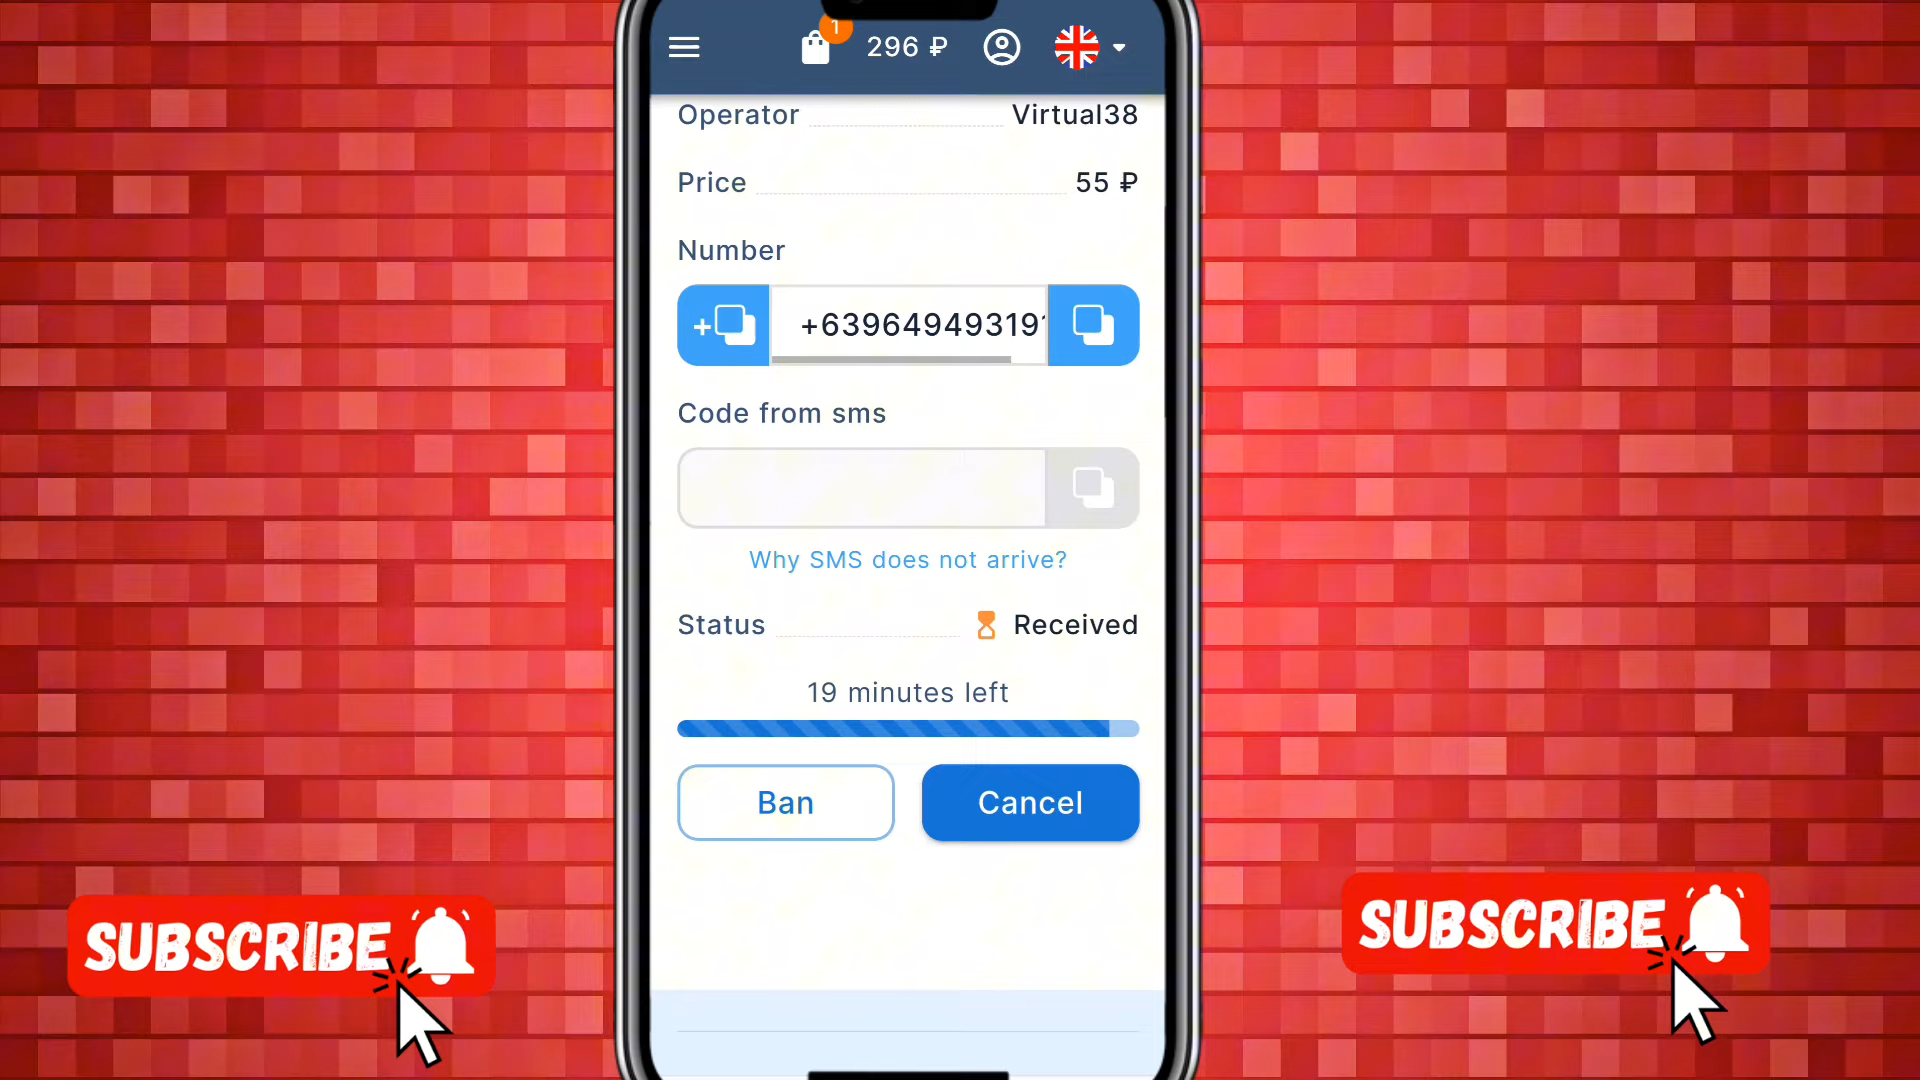 1
296 ₽
Operator Virtual38
Price 55 ₽
Number
+ +63964949319
Code from sms
Why SMS does not arrive?
Status Received
19 minutes left
Ban Cancel
SUBSCRIBE SUBSCRIBE